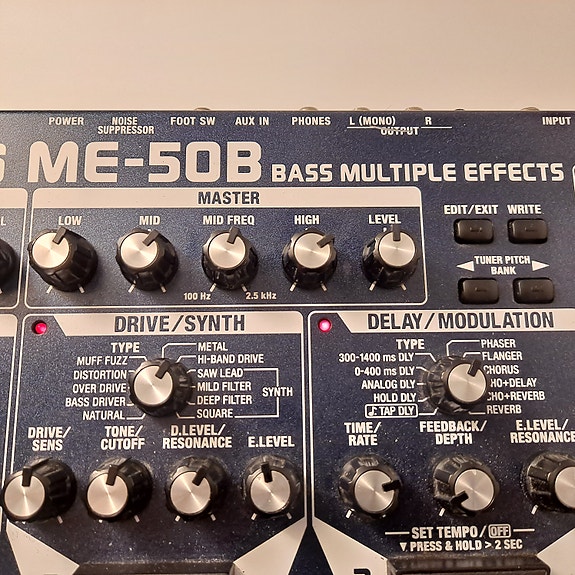 POWER NOISE SUPPRESSOR FOOT SW AUX IN PHONES L (MONO) R INPUT
OUTPUT
ME-50B BASS MULTIPLE EFFECTS
MASTER
LOW MID MID FREQ HIGH LEVEL
100 Hz 2.5 kHz
EDIT/EXIT WRITE
TUNER PITCH
BANK
DRIVE/SYNTH
TYPE
METAL
MUFF FUZZ
HI-BAND DRIVE
DISTORTION
SAW LEAD
OVER DRIVE
MILD FILTER
SYNTH
BASS DRIVER
DEEP FILTER
NATURAL
SQUARE
DRIVE/SENS
TONE/CUTOFF
D.LEVEL/RESONANCE
E.LEVEL
DELAY/MODULATION
TYPE
PHASER
300-1400 ms DLY
FLANGER
0-400 ms DLY
CHORUS
ANALOG DLY
HOLD DLY
TAP DLY
REVERB
TIME/RATE
FEEDBACK/DEPTH
E.LEVEL/
SET TEMPO/OFF
▼ PRESS & HOLD > 2 SEC